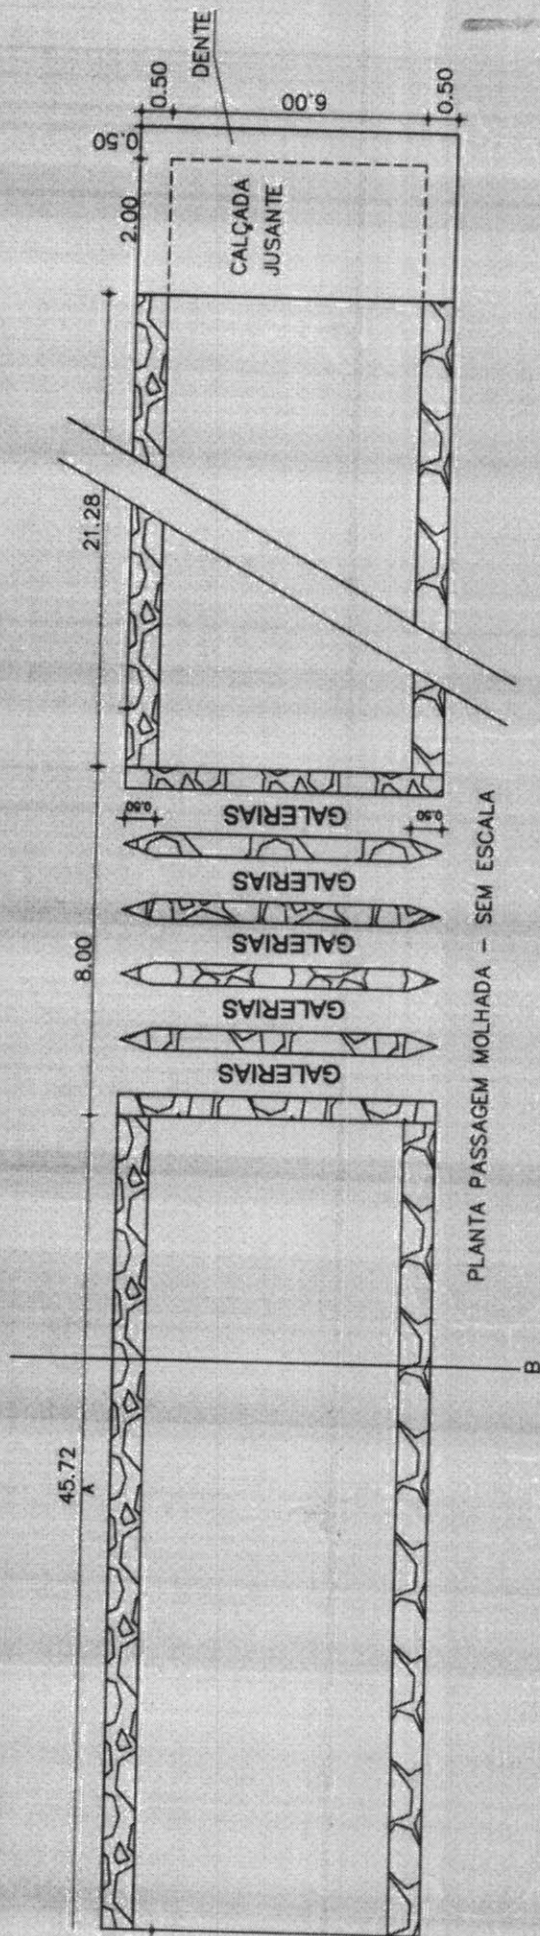 DENTE
0.50
6.00
0.50
0.50
2.00
CALÇADA
JUSANTE
21.28
0.50
0.50
GALERIAS
GALERIAS
GALERIAS
GALERIAS
GALERIAS
8.00
45.72
A
B
PLANTA PASSAGEM MOLHADA – SEM ESCALA